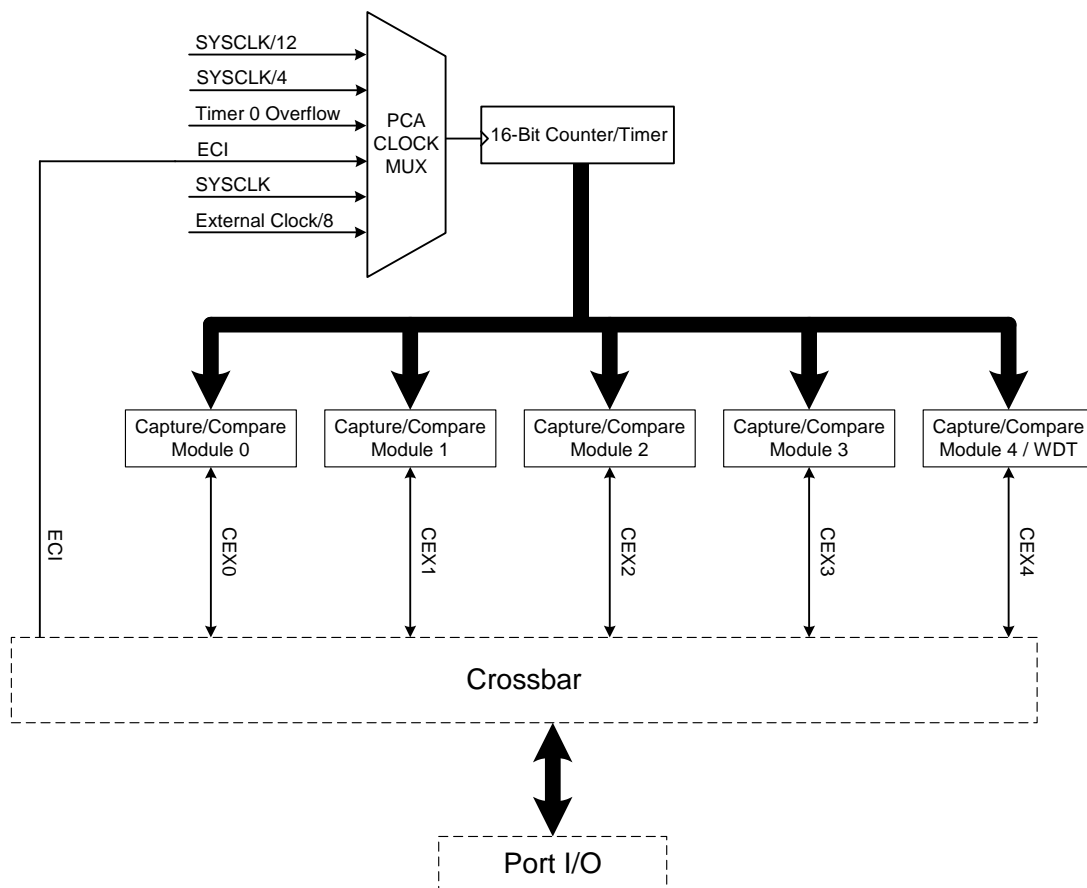 SYSCLK/12
SYSCLK/4
Timer 0 Overflow
ECI
SYSCLK
External Clock/8
PCA
CLOCK
MUX
16-Bit Counter/Timer
Capture/Compare
Module 0
Capture/Compare
Module 1
Capture/Compare
Module 2
Capture/Compare
Module 3
Capture/Compare
Module 4 / WDT
ECI
CEX0
CEX1
CEX2
CEX3
CEX4
Crossbar
Port I/O